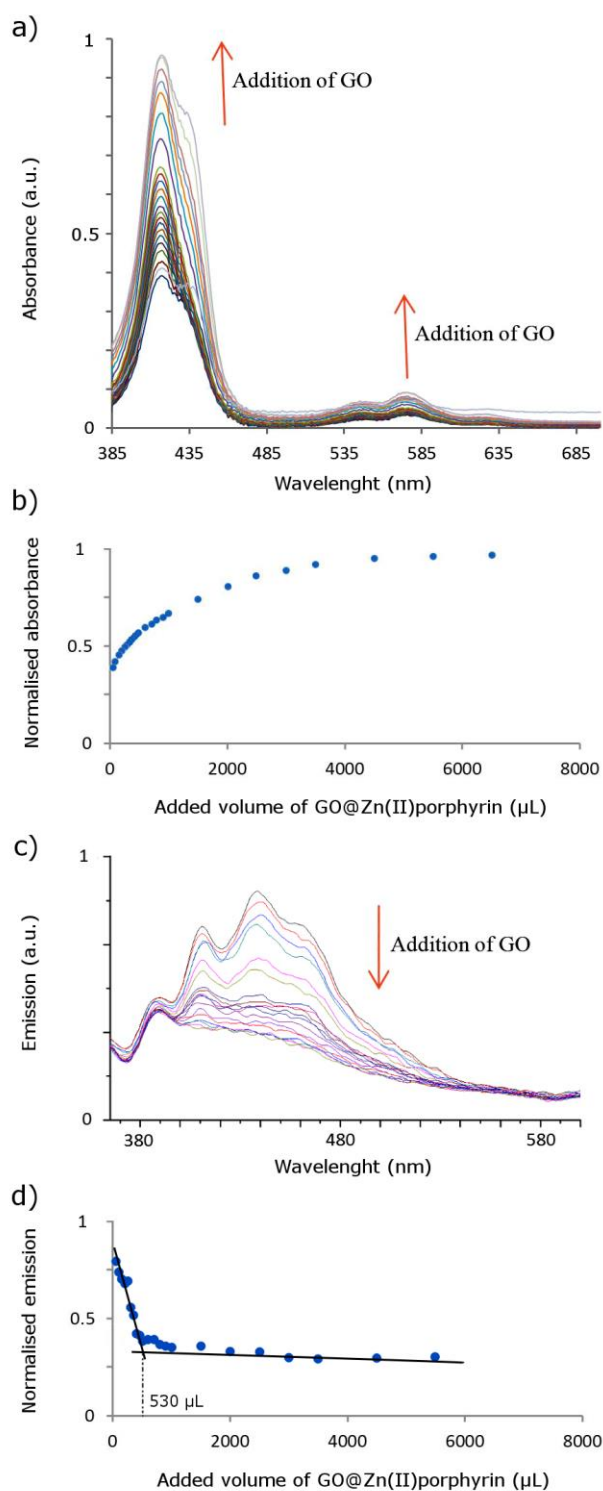 a)
1
Addition of GO
Absorbance (a.u.)
0.5
Addition of GO
0
385 435 485 535 585 635 685
Wavelenght (nm)
b)
1
Normalised absorbance
0.5
0
0 2000 4000 6000 8000
Added volume of GO@Zn(II)porphyrin (µL)
c)
1
Addition of GO
Emission (a.u.)
0
380 480 580
Wavelenght (nm)
d)
1
Normalised emission
0.5
530 µL
0
0 2000 4000 6000 8000
Added volume of GO@Zn(II)porphyrin (µL)